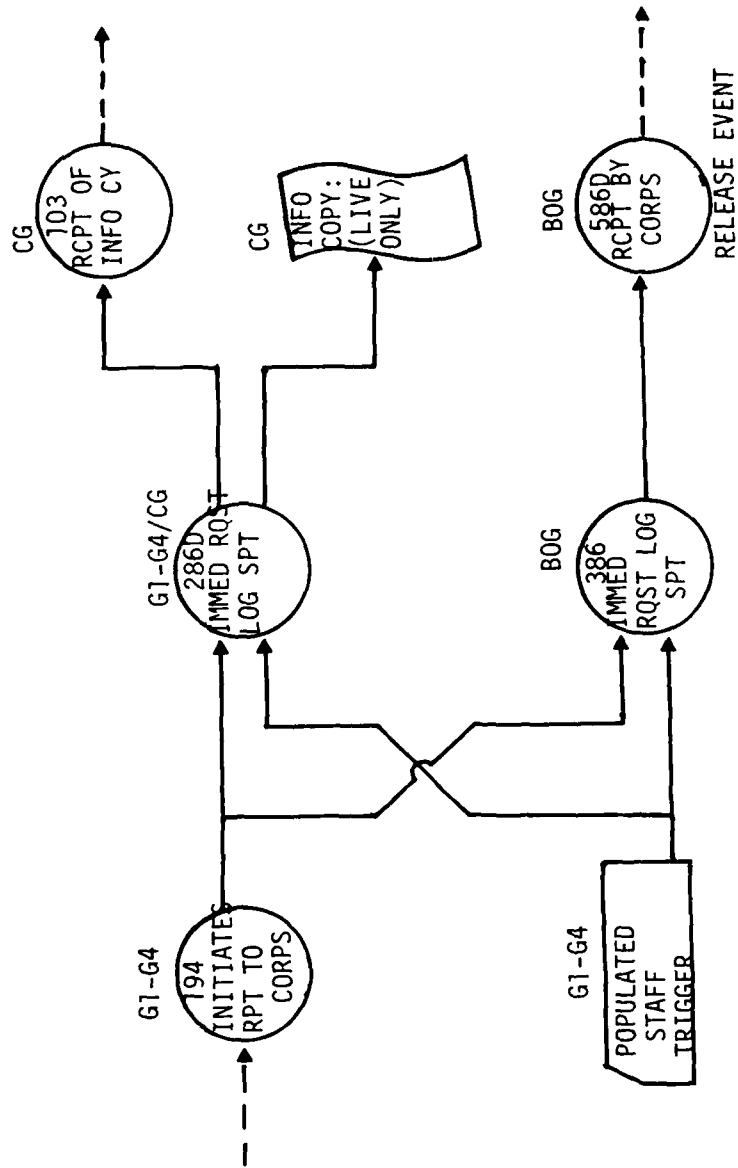 G1-G4
194
INITIATES
RPT TO
CORPS
G1-G4
POPULATED
STAFF
TRIGGER
G1-G4/CG
286D
IMMED RQST
LOG SPT
BOG
386
IMMED
RQST LOG
SPT
CG
103
RCPT OF
INFO CY
CG
INFO
COPY:
(LIVE
ONLY)
BOG
586D
RCPT BY
CORPS
RELEASE EVENT